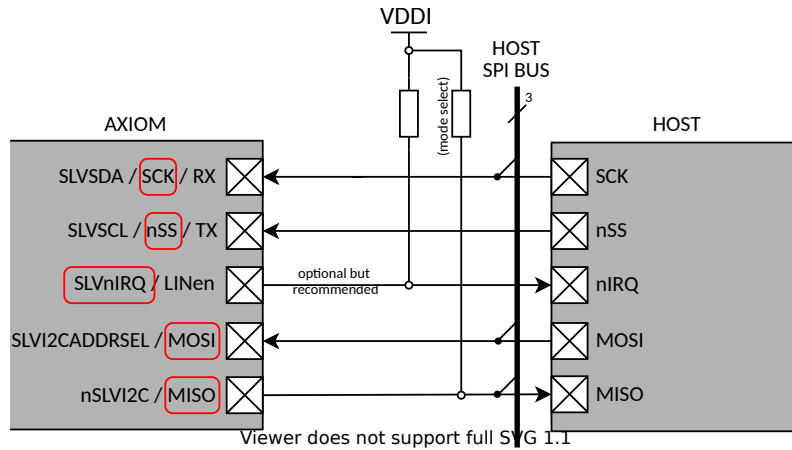 VDDI
HOST
SPI BUS
3
(mode select)
AXIOM
HOST
SLVSDA / SCK / RX
SCK
SLVSCL / nSS / TX
nSS
SLVnIRQ / LINen
optional but
recommended
nIRQ
SLVI2CADDRSEL / MOSI
MOSI
nSLVI2C / MISO
MISO
Viewer does not support full SVG 1.1